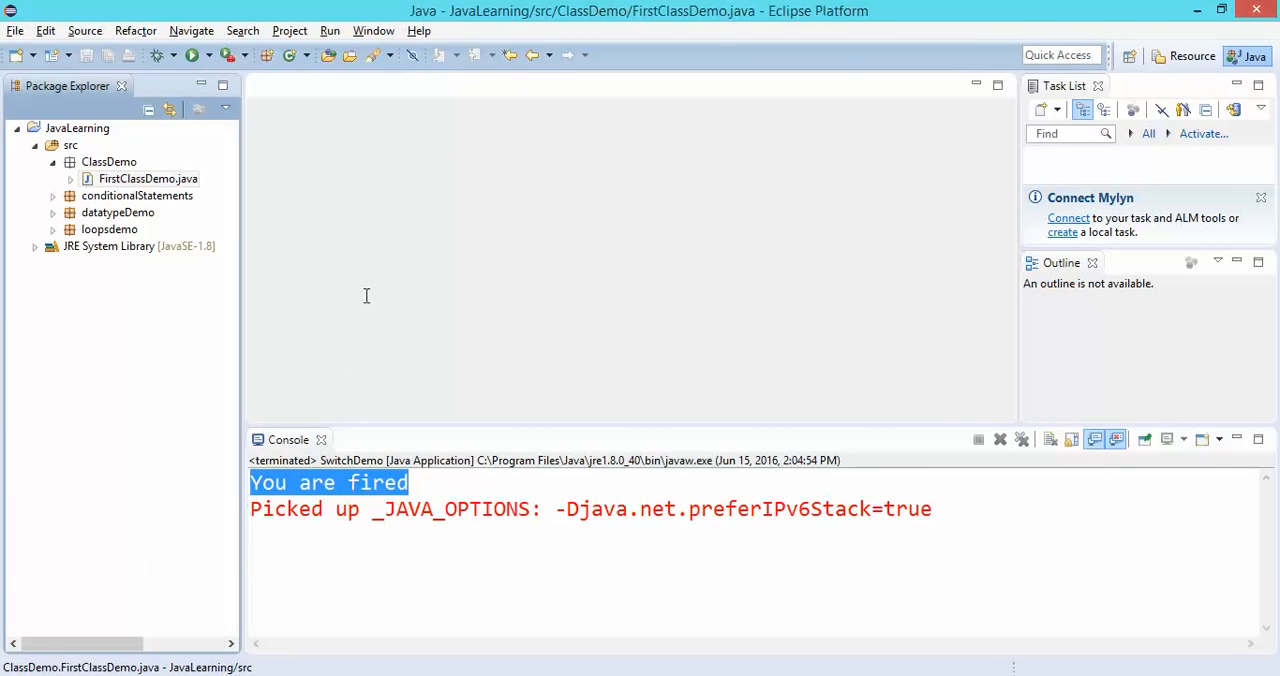 Java - JavaLearning/src/ClassDemo/FirstClassDemo.java - Eclipse Platform
File Edit Source Refactor Navigate Search Project Run Window Help
Quick Access Resource Java
Package Explorer
JavaLearning
src
ClassDemo
FirstClassDemo.java
conditionalStatements
datatypeDemo
loopsdemo
JRE System Library [JavaSE-1.8]
Task List
Find All Activate...
Connect Mylyn
Connect to your task and ALM tools or
create a local task.
Outline
An outline is not available.
Console
<terminated> SwitchDemo [Java Application] C:\Program Files\Java\jre1.8.0_40\bin\javaw.exe (Jun 15, 2016, 2:04:54 PM)
You are fired
Picked up _JAVA_OPTIONS: -Djava.net.preferIPv6Stack=true
ClassDemo.FirstClassDemo.java - JavaLearning/src